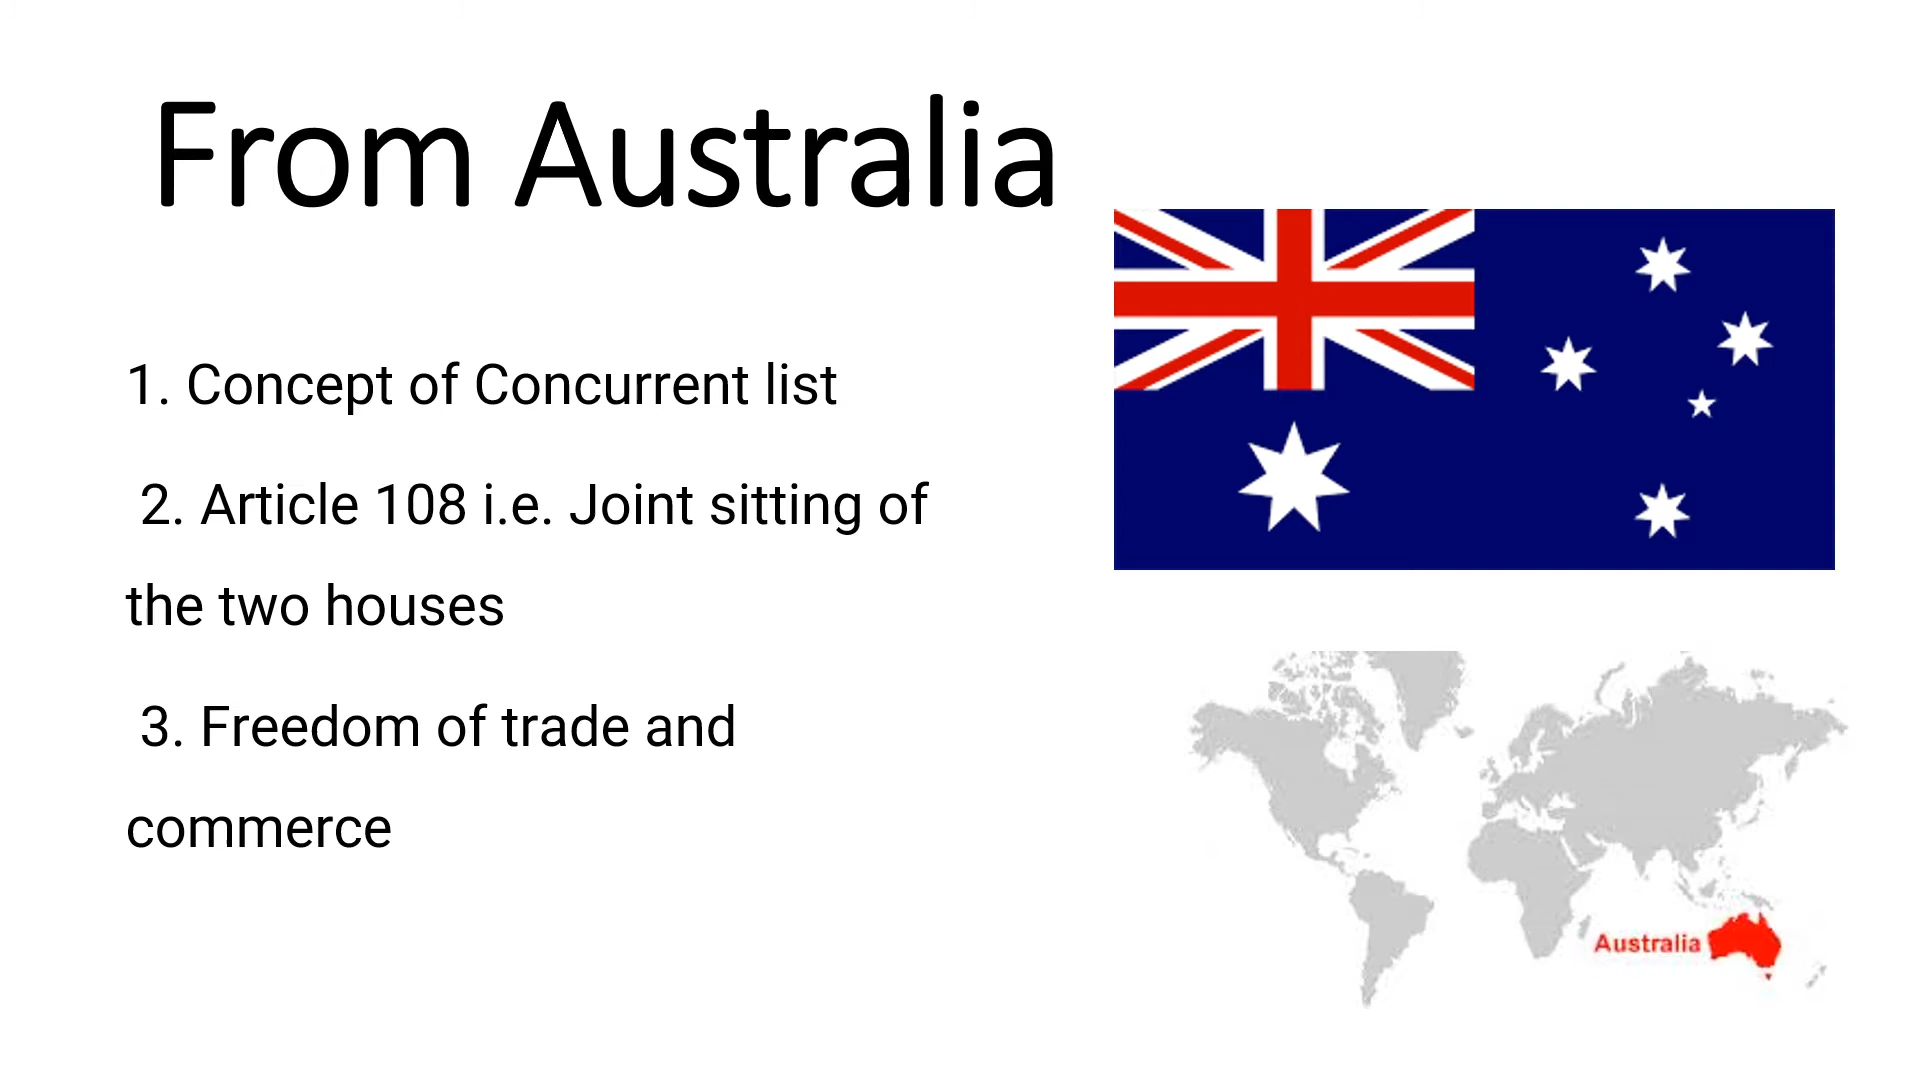 From Australia
1. Concept of Concurrent list
2. Article 108 i.e. Joint sitting of
the two houses
3. Freedom of trade and
commerce
Australia